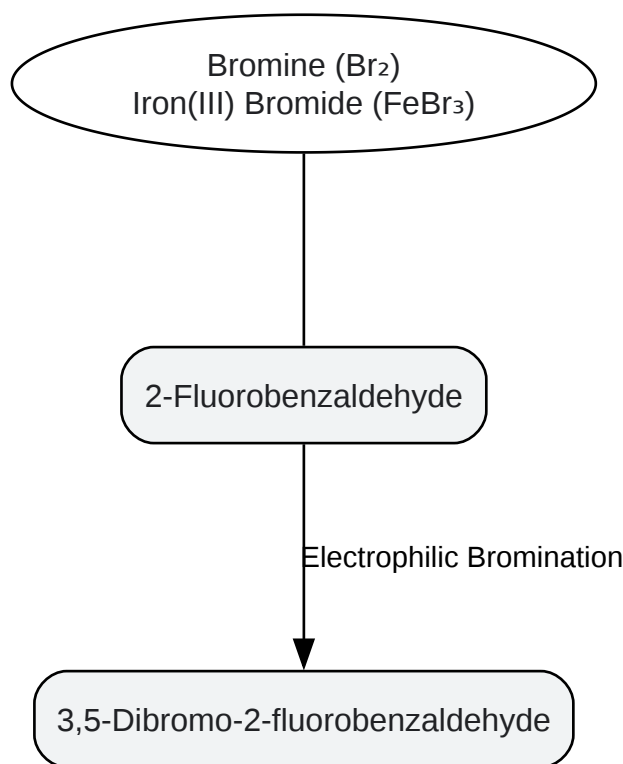 Bromine (Br₂)
Iron(III) Bromide (FeBr₃)
2-Fluorobenzaldehyde
Electrophilic Bromination
3,5-Dibromo-2-fluorobenzaldehyde